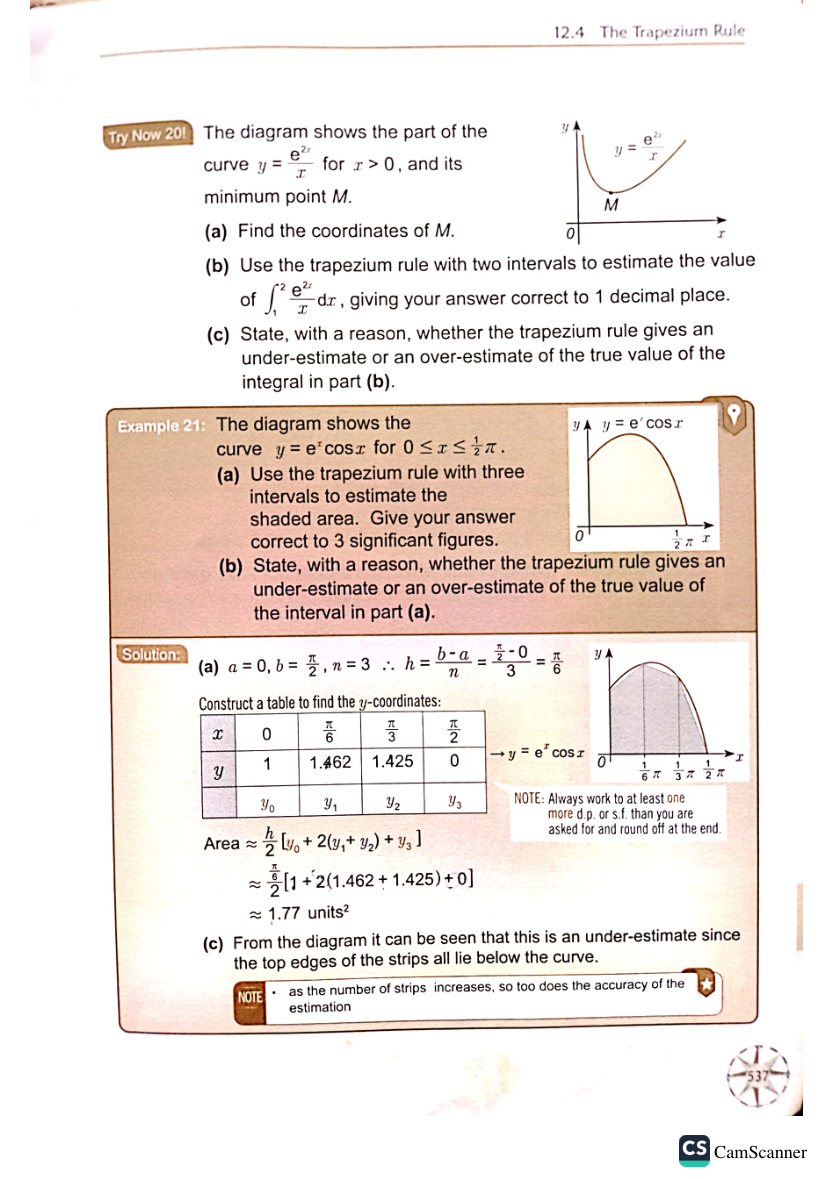 12.4 The Trapezium Rule
Try Now 20! The diagram shows the part of the
curve y = e²ˣ/x for x > 0, and its
minimum point M.
y
y = e²ˣ/x
M
0
x
(a) Find the coordinates of M.
(b) Use the trapezium rule with two intervals to estimate the value
of ∫₁² e²ˣ/x dx, giving your answer correct to 1 decimal place.
(c) State, with a reason, whether the trapezium rule gives an
under-estimate or an over-estimate of the true value of the
integral in part (b).
Example 21: The diagram shows the
curve y = eˣ cos x for 0 ≤ x ≤ ½π.
(a) Use the trapezium rule with three
intervals to estimate the
shaded area. Give your answer
correct to 3 significant figures.
y y = eˣ cos x
0 ½π x
(b) State, with a reason, whether the trapezium rule gives an
under-estimate or an over-estimate of the true value of
the interval in part (a).
Solution:
(a) a = 0, b = π/2, n = 3 ∴ h = (b - a)/n = (π/2 - 0)/3 = π/6
Construct a table to find the y-coordinates:
x 0 π/6 π/3 π/2
y 1 1.462 1.425 0
y₀ y₁ y₂ y₃
→ y = eˣ cos x
y
0 1/6 π 1/3 π 1/2 π x
NOTE: Always work to at least one
more d.p. or s.f. than you are
asked for and round off at the end.
Area ≈ h/2 [y₀ + 2(y₁ + y₂) + y₃]
≈ (π/6)/2 [1 + 2(1.462 + 1.425) + 0]
≈ 1.77 units²
(c) From the diagram it can be seen that this is an under-estimate since
the top edges of the strips all lie below the curve.
NOTE • as the number of strips increases, so too does the accuracy of the
estimation
537
CS CamScanner